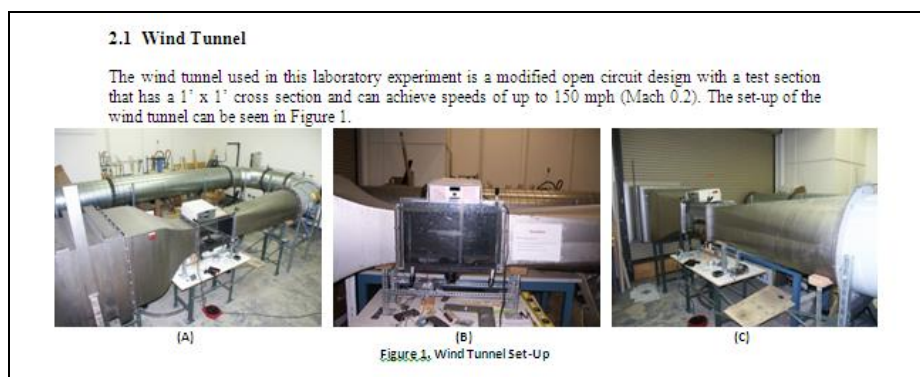 2.1 Wind Tunnel
The wind tunnel used in this laboratory experiment is a modified open circuit design with a test section
that has a 1’ x 1’ cross section and can achieve speeds of up to 150 mph (Mach 0.2). The set-up of the
wind tunnel can be seen in Figure 1.
(A)
(B)
(C)
Figure 1. Wind Tunnel Set-Up